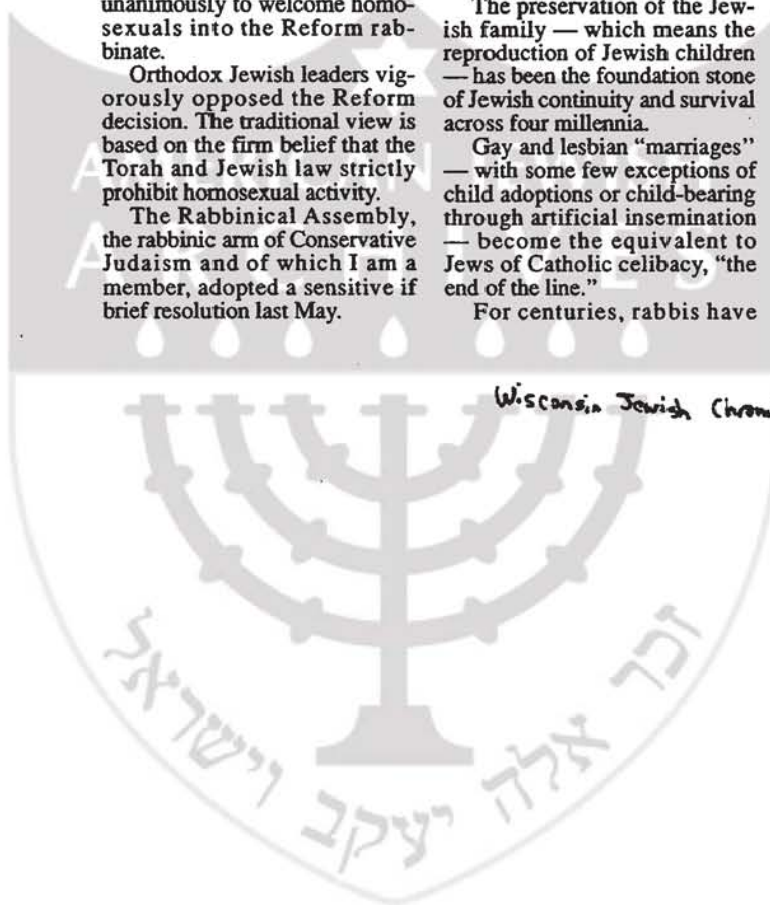 unanimously to welcome homo-
sexuals into the Reform rab-
binate.
Orthodox Jewish leaders vig-
orously opposed the Reform
decision. The traditional view is
based on the firm belief that the
Torah and Jewish law strictly
prohibit homosexual activity.
The Rabbinical Assembly,
the rabbinic arm of Conservative
Judaism and of which I am a
member, adopted a sensitive if
brief resolution last May.
The preservation of the Jew-
ish family — which means the
reproduction of Jewish children
— has been the foundation stone
of Jewish continuity and survival
across four millennia.
Gay and lesbian “marriages”
— with some few exceptions of
child adoptions or child-bearing
through artificial insemination
— become the equivalent to
Jews of Catholic celibacy, “the
end of the line.”
For centuries, rabbis have
Wisconsin Jewish
AMERICAN JEWISH
ARCHIVES
זכר אלה יעקב וישראל